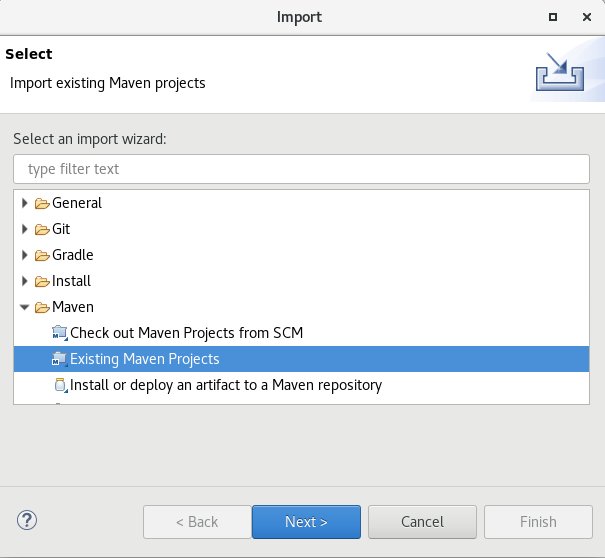 Import
Select
Import existing Maven projects
Select an import wizard:
type filter text
General
Git
Gradle
Install
Maven
Check out Maven Projects from SCM
Existing Maven Projects
Install or deploy an artifact to a Maven repository
?
< Back
Next >
Cancel
Finish